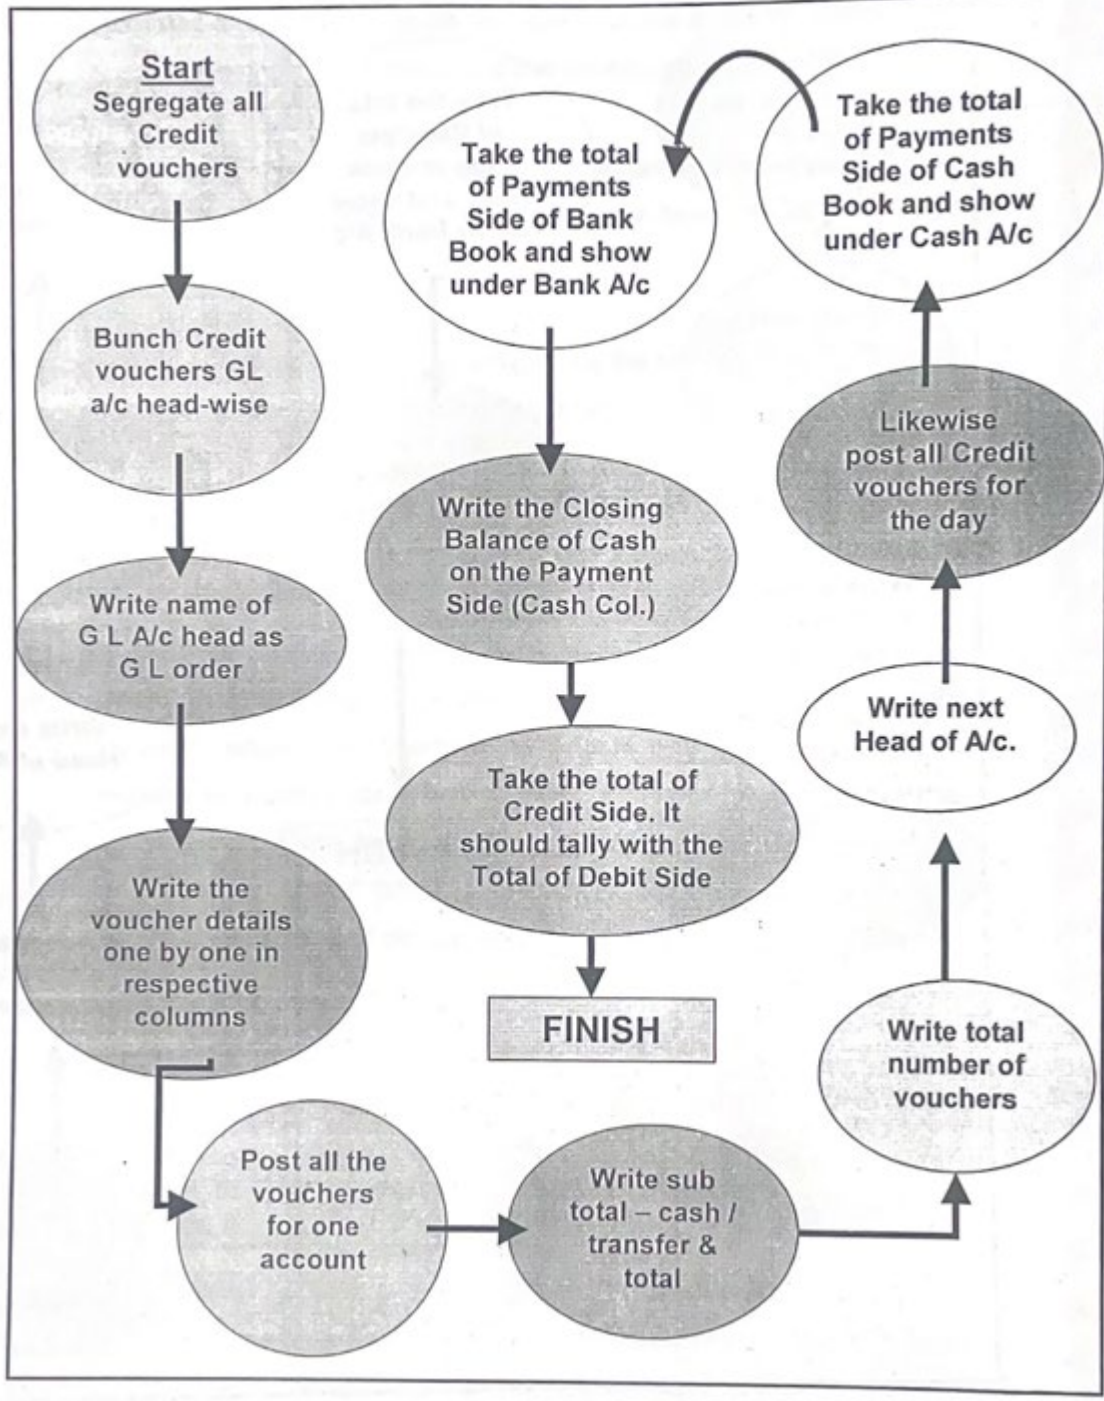 Start
Segregate all
Credit
vouchers
Bunch Credit
vouchers GL
a/c head-wise
Write name of
G L A/c head as
G L order
Write the
voucher details
one by one in
respective
columns
Post all the
vouchers
for one
account
Write sub
total – cash /
transfer &
total
Write total
number of
vouchers
Write next
Head of A/c.
Likewise
post all Credit
vouchers for
the day
Take the total
of Payments
Side of Cash
Book and show
under Cash A/c
Take the total
of Payments
Side of Bank
Book and show
under Bank A/c
Write the Closing
Balance of Cash
on the Payment
Side (Cash Col.)
Take the total of
Credit Side. It
should tally with the
Total of Debit Side
FINISH